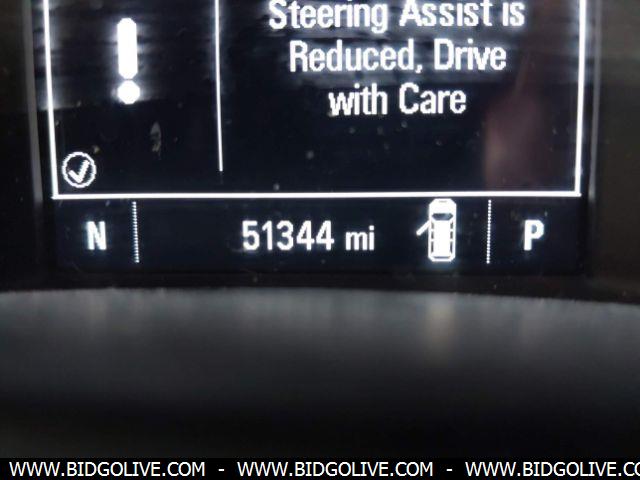 Steering Assist is
Reduced, Drive
with Care
N 51344 mi P
WWW.BIDGOLIVE.COM - WWW.BIDGOLIVE.COM - WWW.BIDGOLIVE.CO